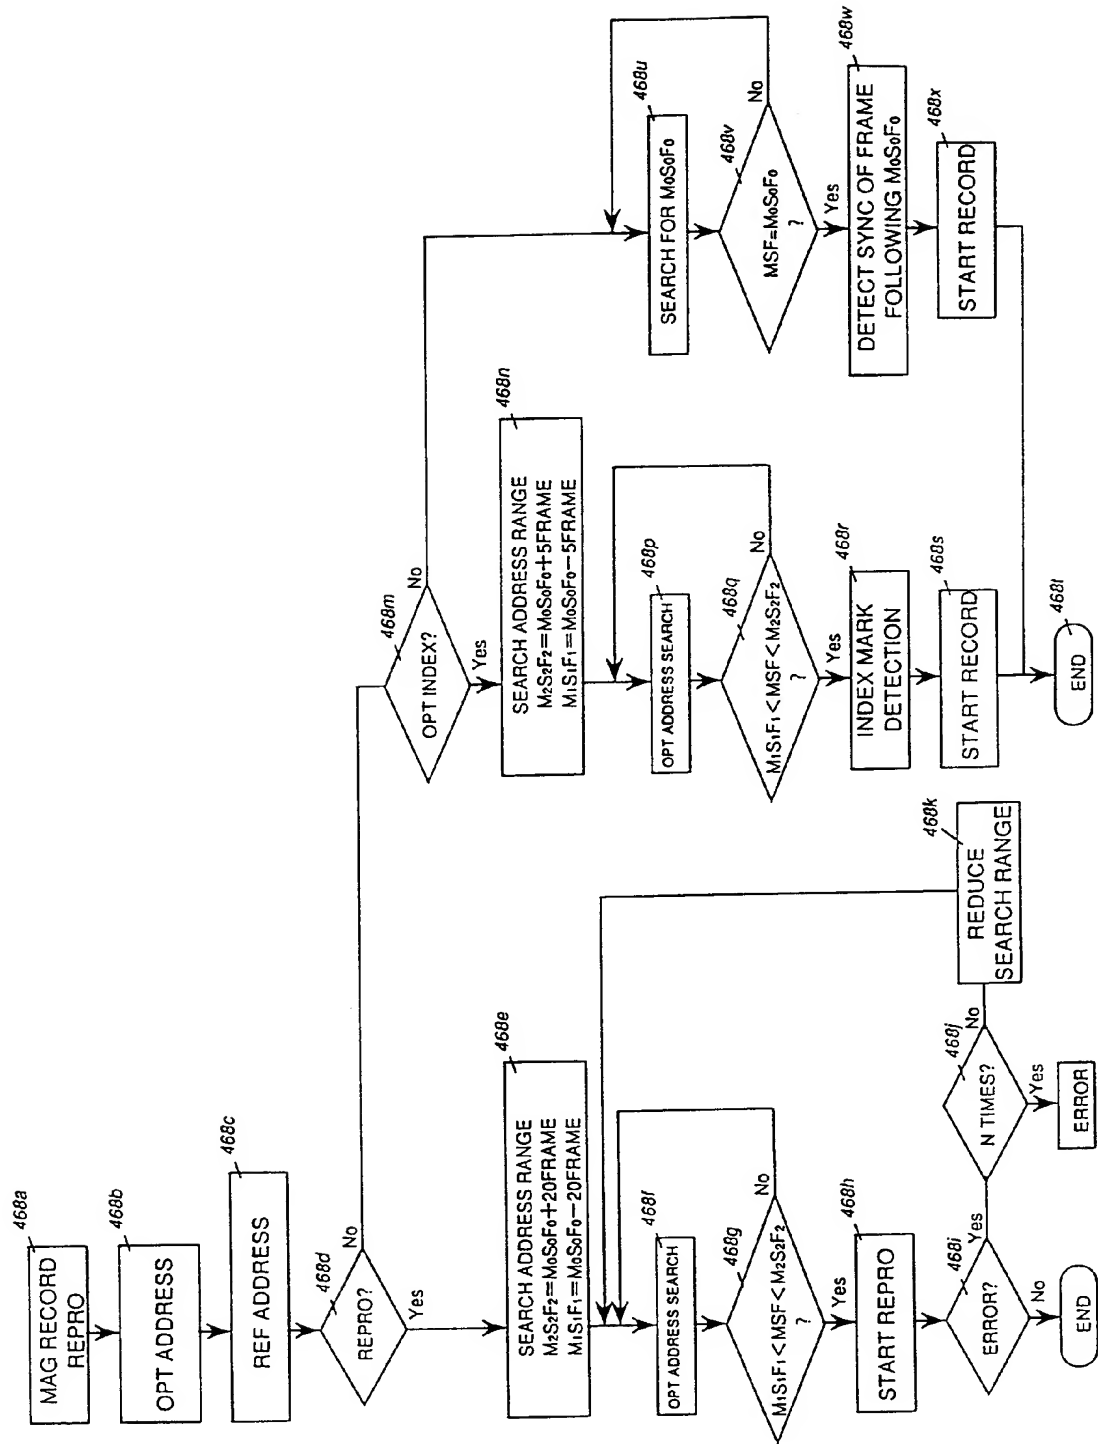 468a
MAG RECORD
REPRO
468b
OPT ADDRESS
468c
REF ADDRESS
468d
REPRO?
No
Yes
468e
SEARCH ADDRESS RANGE
M2S2F2=M0S0F0+20FRAME
M1S1F1=M0S0F0-20FRAME
468f
OPT ADDRESS SEARCH
468g
M1S1F1<MSF<M2S2F2
?
No
Yes
468h
START REPRO
468i
ERROR?
Yes
No
END
468j
N TIMES?
No
Yes
ERROR
468k
REDUCE
SEARCH RANGE
468m
OPT INDEX?
No
Yes
468n
SEARCH ADDRESS RANGE
M2S2F2=M0S0F0+5FRAME
M1S1F1=M0S0F0-5FRAME
468p
OPT ADDRESS SEARCH
468q
M1S1F1<MSF<M2S2F2
?
No
Yes
468r
INDEX MARK
DETECTION
468s
START RECORD
468t
END
468u
SEARCH FOR M0S0F0
468v
MSF=M0S0F0
?
No
Yes
468w
DETECT SYNC OF FRAME
FOLLOWING M0S0F0
468x
START RECORD